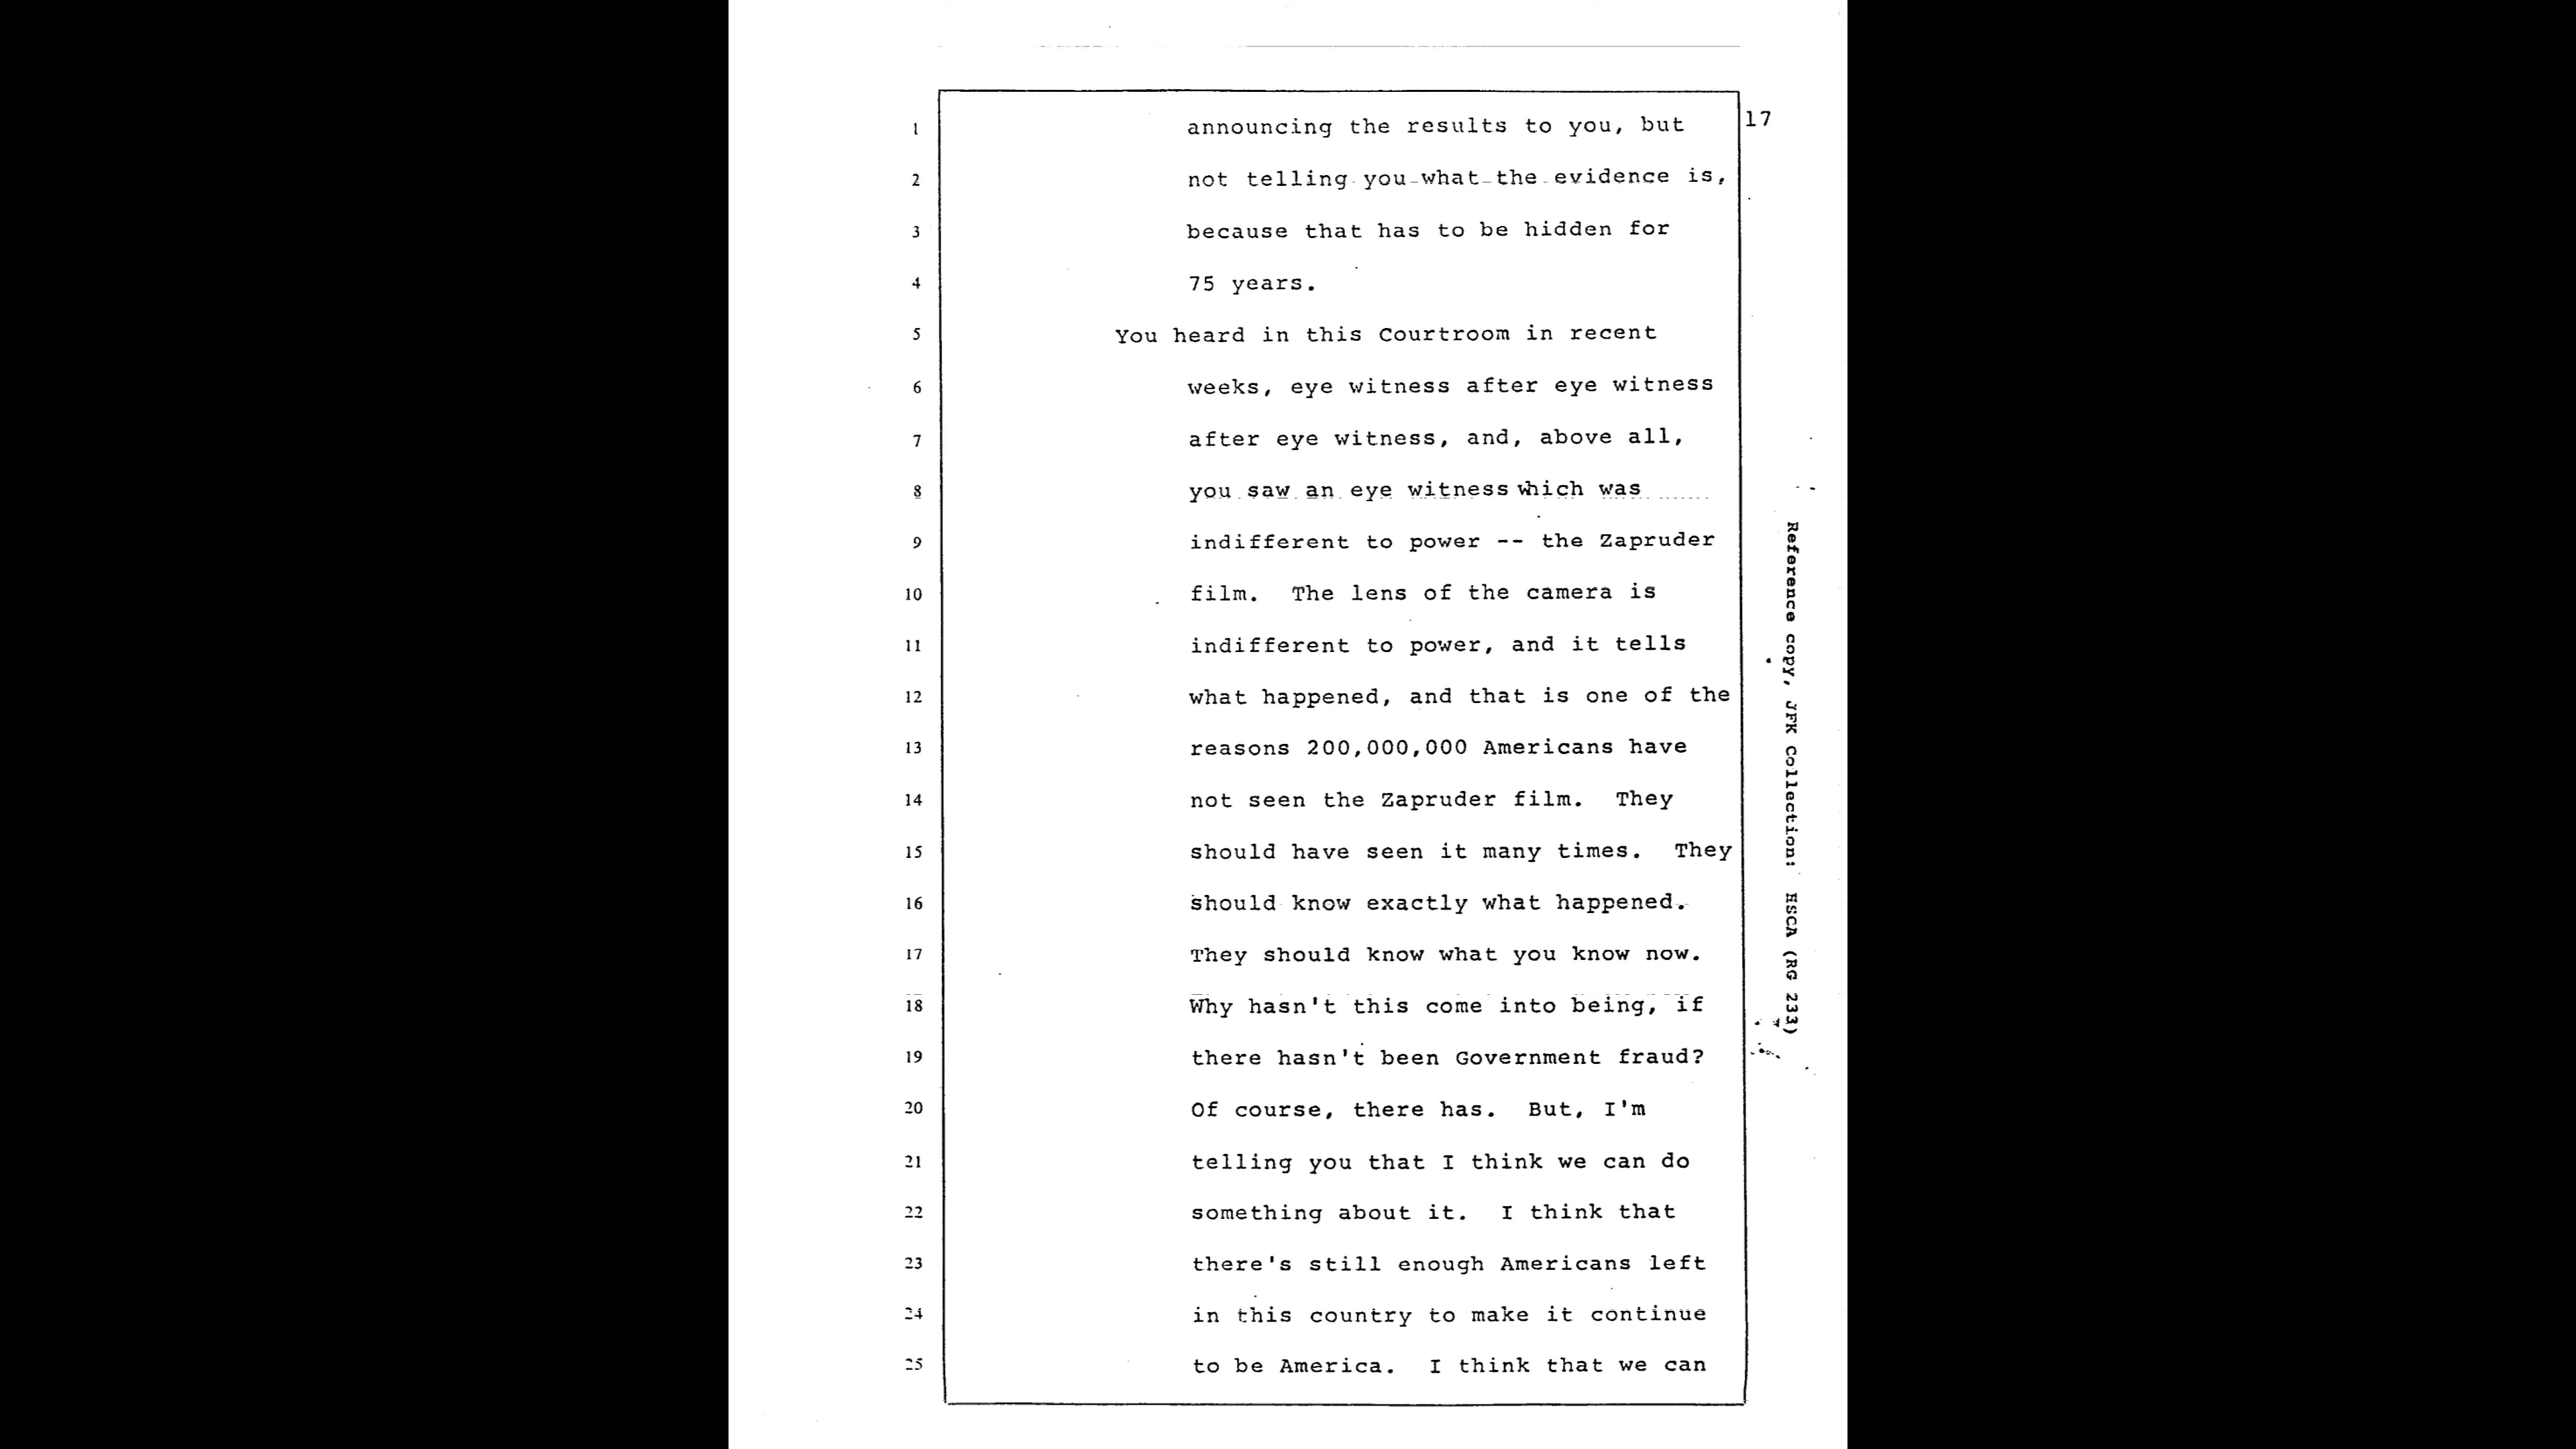 17
1 announcing the results to you, but
2 not telling you what the evidence is,
3 because that has to be hidden for
4 75 years.
5 You heard in this Courtroom in recent
6 weeks, eye witness after eye witness
7 after eye witness, and, above all,
8 you saw an eye witness which was
9 indifferent to power -- the Zapruder
10 film. The lens of the camera is
11 indifferent to power, and it tells
12 what happened, and that is one of the
13 reasons 200,000,000 Americans have
14 not seen the Zapruder film. They
15 should have seen it many times. They
16 should know exactly what happened.
17 They should know what you know now.
18 Why hasn't this come into being, if
19 there hasn't been Government fraud?
20 Of course, there has. But, I'm
21 telling you that I think we can do
22 something about it. I think that
23 there's still enough Americans left
24 in this country to make it continue
25 to be America. I think that we can
Reference copy, JFK Collection: HSCA (RG 233)